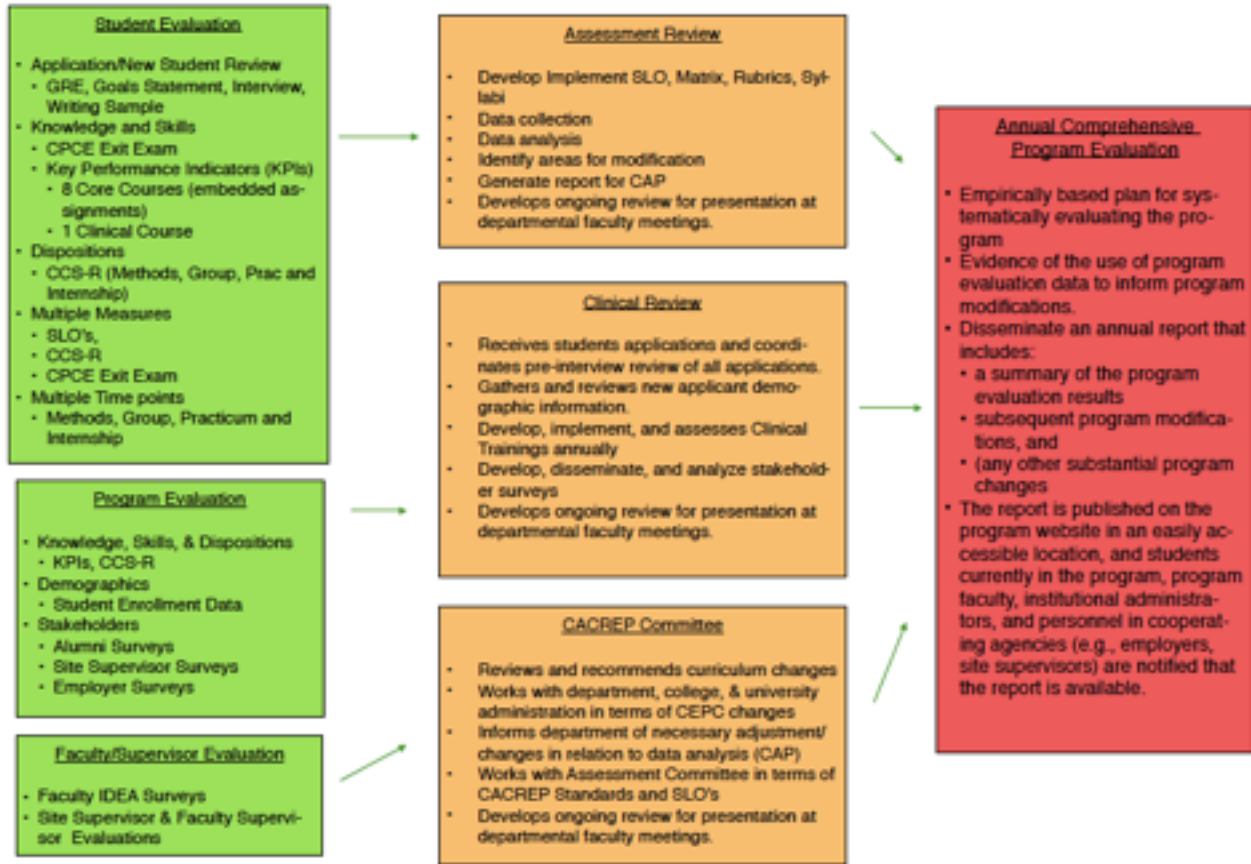 Student Evaluation
• Application/New Student Review
• GRE, Goals Statement, Interview,
Writing Sample
• Knowledge and Skills
• CPCE Exit Exam
• Key Performance Indicators (KPIs)
• 8 Core Courses (embedded as-
signments)
• 1 Clinical Course
• Dispositions
• CCS-R (Methods, Group, Prac and
Internship)
• Multiple Measures
• SLO's,
• CCS-R
• CPCE Exit Exam
• Multiple Time points
• Methods, Group, Practicum and
Internship
Program Evaluation
• Knowledge, Skills, & Dispositions
• KPIs, CCS-R
• Demographics
• Student Enrollment Data
• Stakeholders
• Alumni Surveys
• Site Supervisor Surveys
• Employer Surveys
Faculty/Supervisor Evaluation
• Faculty IDEA Surveys
• Site Supervisor & Faculty Supervi-
sor Evaluations
Assessment Review
• Develop Implement SLO, Matrix, Rubrics, Syl-
labi
• Data collection
• Data analysis
• Identify areas for modification
• Generate report for CAP
• Develops ongoing review for presentation at
departmental faculty meetings.
Clinical Review
• Receives students applications and coordi-
nates pre-interview review of all applications.
• Gathers and reviews new applicant demo-
graphic information.
• Develop, implement, and assesses Clinical
Trainings annually
• Develop, disseminate, and analyze stakehold-
er surveys
• Develops ongoing review for presentation at
departmental faculty meetings.
CACREP Committee
• Reviews and recommends curriculum changes
• Works with department, college, & university
administration in terms of CEPC changes
• Informs department of necessary adjustment/
changes in relation to data analysis (CAP)
• Works with Assessment Committee in terms of
CACREP Standards and SLO's
• Develops ongoing review for presentation at
departmental faculty meetings.
Annual Comprehensive
Program Evaluation
• Empirically based plan for sys-
tematically evaluating the pro-
gram
• Evidence of the use of program
evaluation data to inform program
modifications.
• Disseminate an annual report that
includes:
• a summary of the program
evaluation results
• subsequent program modifica-
tions, and
• (any other substantial program
changes
• The report is published on the
program website in an easily ac-
cessible location, and students
currently in the program, program
faculty, institutional administra-
tors, and personnel in cooperat-
ing agencies (e.g., employers,
site supervisors) are notified that
the report is available.